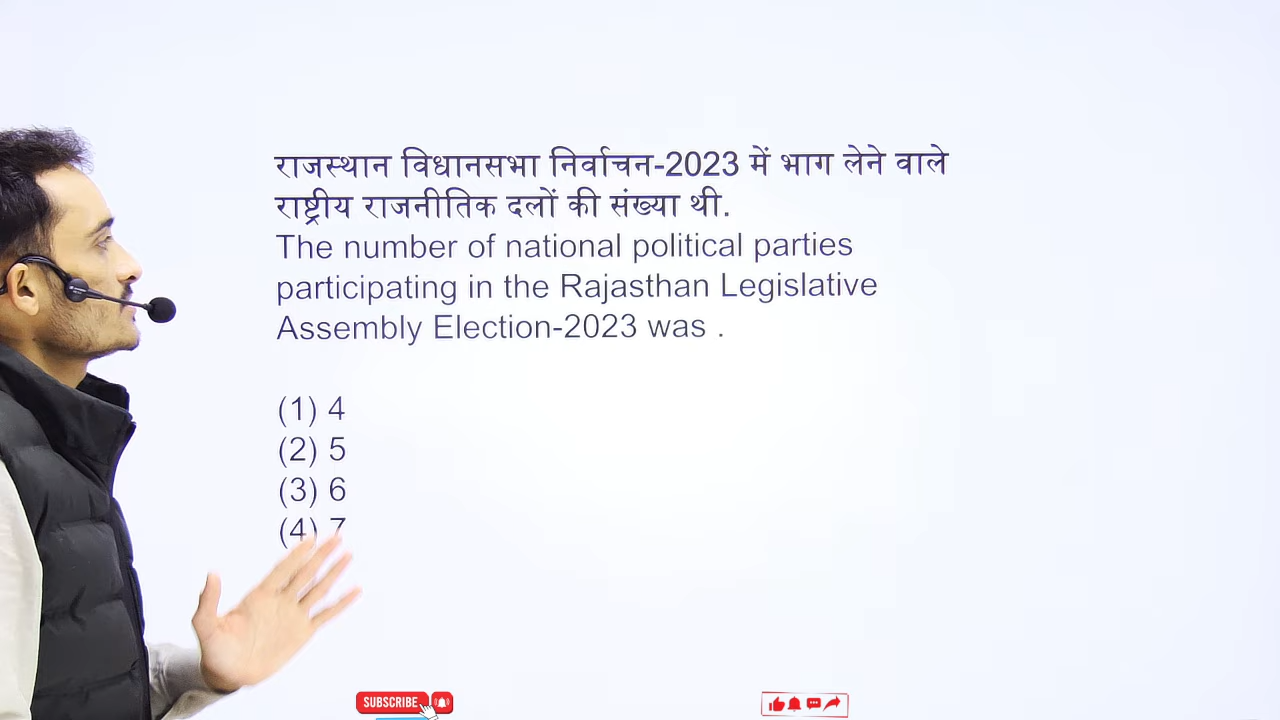 राजस्थान विधानसभा निर्वाचन-2023 में भाग लेने वाले
राष्ट्रीय राजनीतिक दलों की संख्या थी.
The number of national political parties
participating in the Rajasthan Legislative
Assembly Election-2023 was .
(1) 4
(2) 5
(3) 6
(4) 7
SUBSCRIBE